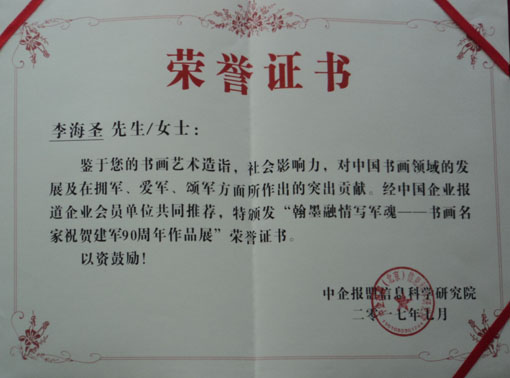 荣誉证书
李海圣 先生/女士：
鉴于您的书画艺术造诣，社会影响力，对中国书画领域的发
展及在拥军、爱军、颂军方面所作出的突出贡献。经中国企业报
道企业会员单位共同推荐，特颁发“翰墨融情写军魂——书画名
家祝贺建军90周年作品展”荣誉证书。
以资鼓励！
中企报盟信息科学研究院
二零一七年七月